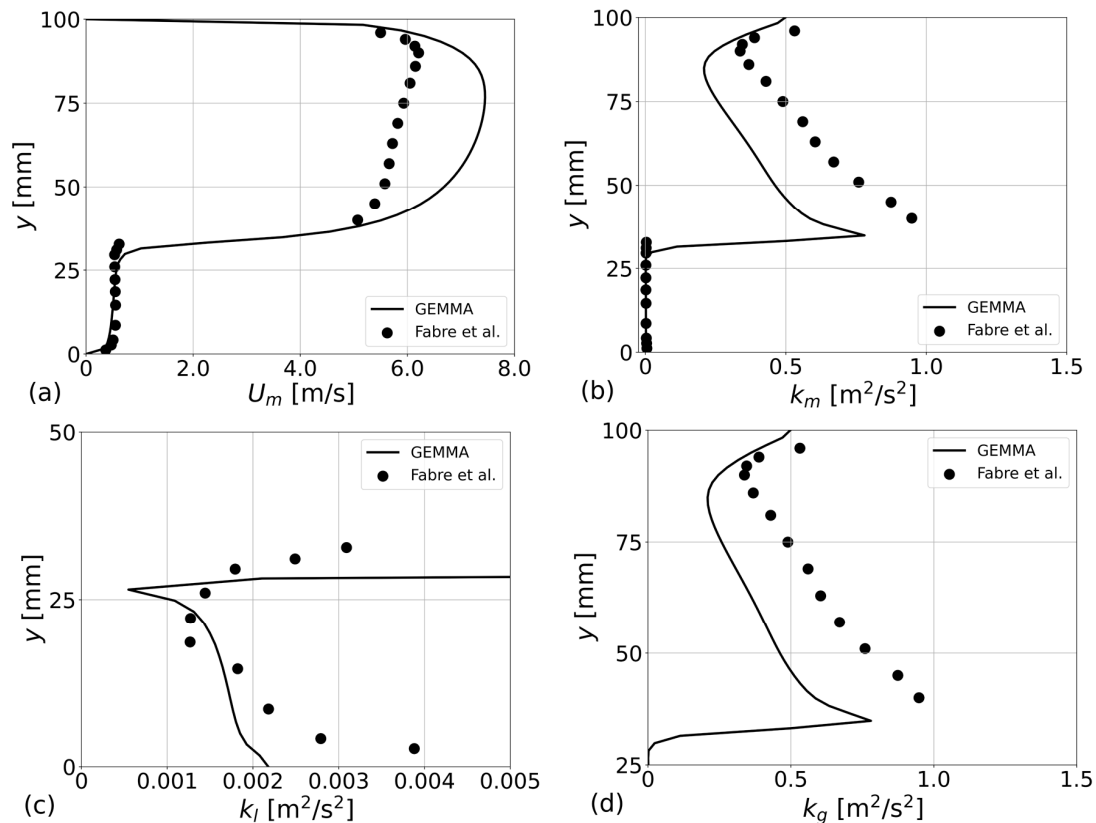 100
75
50
25
0
y [mm]
0
2.0
4.0
6.0
8.0
U_m [m/s]
GEMMA
Fabre et al.
(a)
100
75
50
25
0
y [mm]
0
0.5
1.0
1.5
k_m [m²/s²]
GEMMA
Fabre et al.
(b)
50
25
0
y [mm]
0
0.001
0.002
0.003
0.004
0.005
k_l [m²/s²]
GEMMA
Fabre et al.
(c)
100
75
50
25
y [mm]
0
0.5
1.0
1.5
k_g [m²/s²]
GEMMA
Fabre et al.
(d)